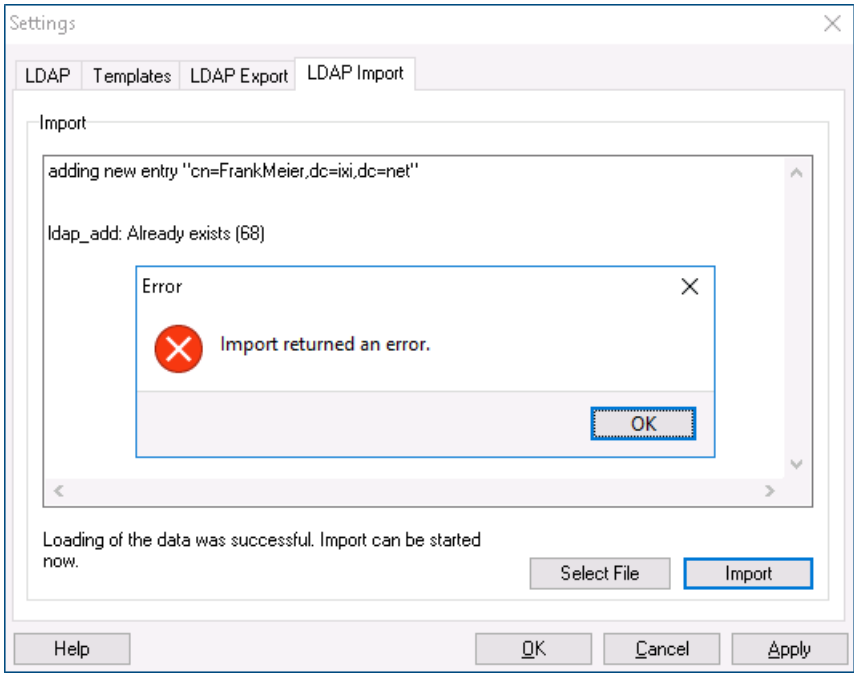 Settings
LDAP Templates LDAP Export LDAP Import
Import
adding new entry "cn=FrankMeier,dc=ixi,dc=net"
ldap_add: Already exists (68)
Error
Import returned an error.
OK
Loading of the data was successful. Import can be started
now.
Select File Import
Help OK Cancel Apply